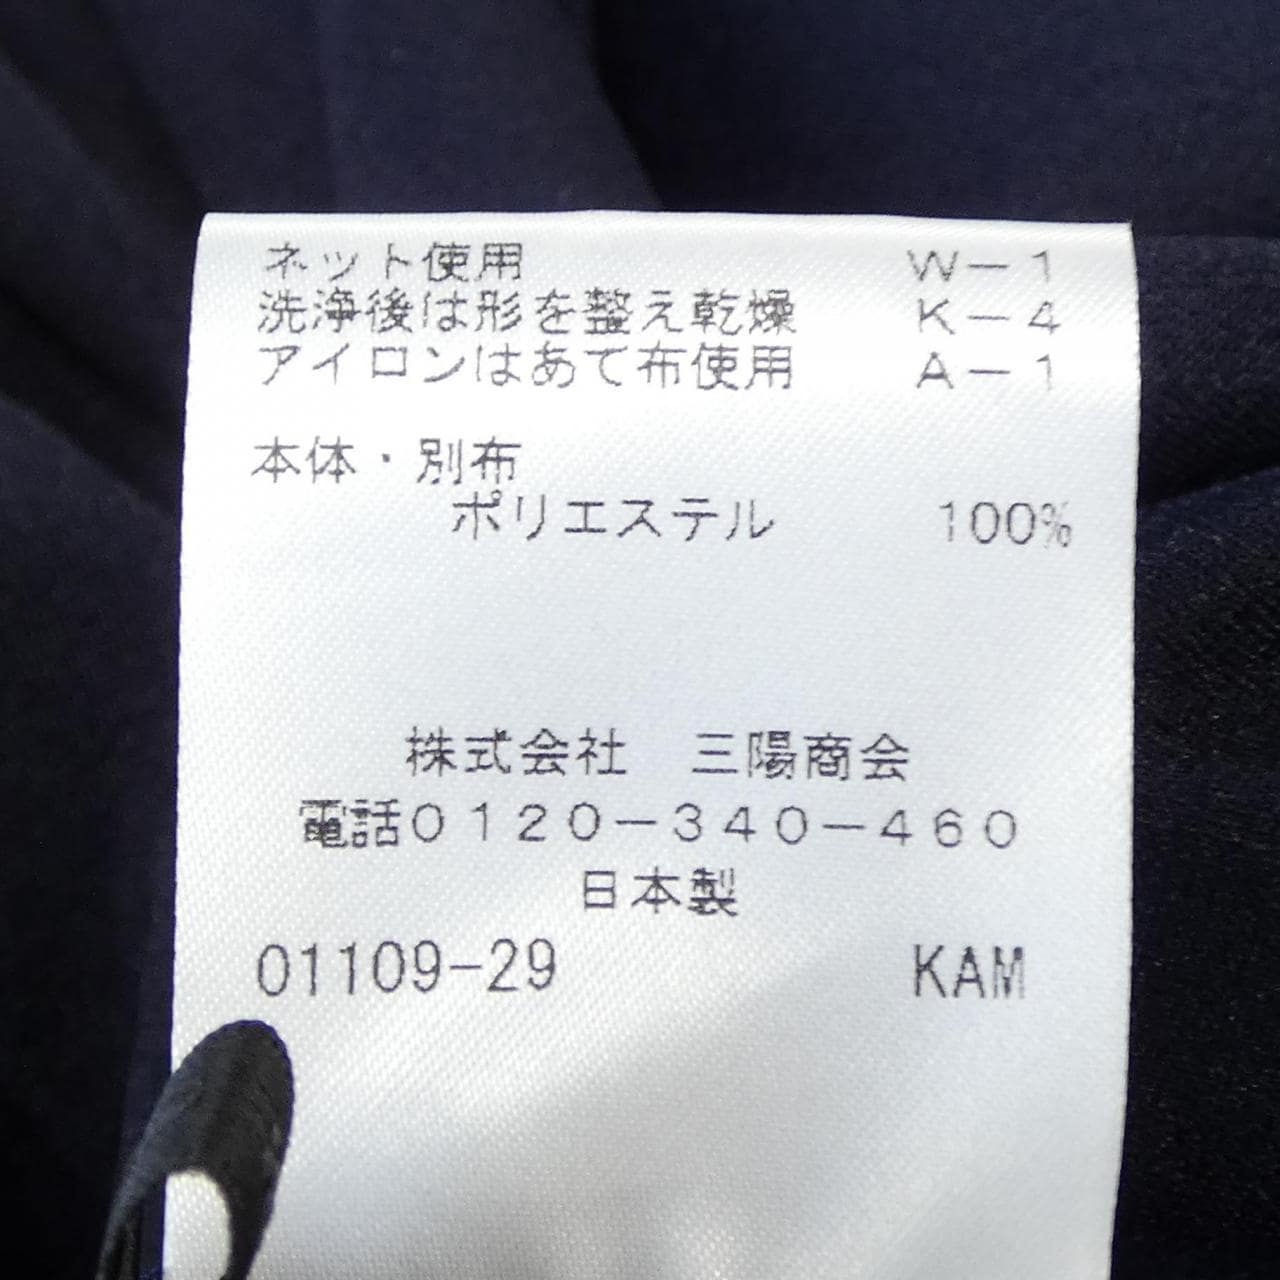 ネット使用 W-1
洗浄後は形を整え乾燥 K-4
アイロンはあて布使用 A-1
本体・別布
ポリエステル 100%
株式会社 三陽商会
電話0120-340-460
日本製
01109-29 KAM